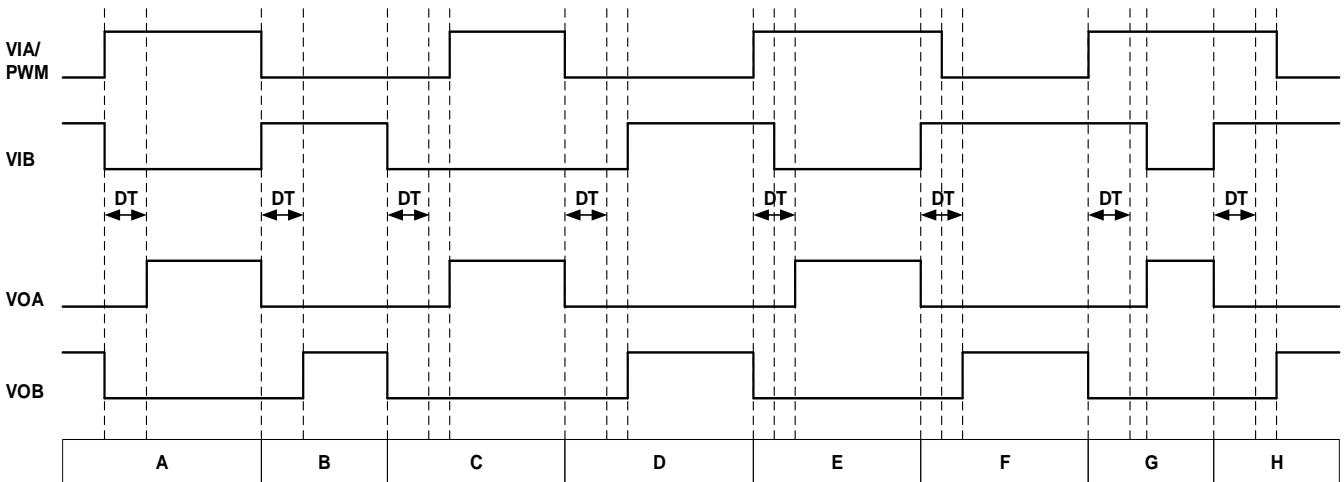 VIA/
PWM
VIB
DT DT DT DT DT DT DT DT
VOA
VOB
A B C D E F G H